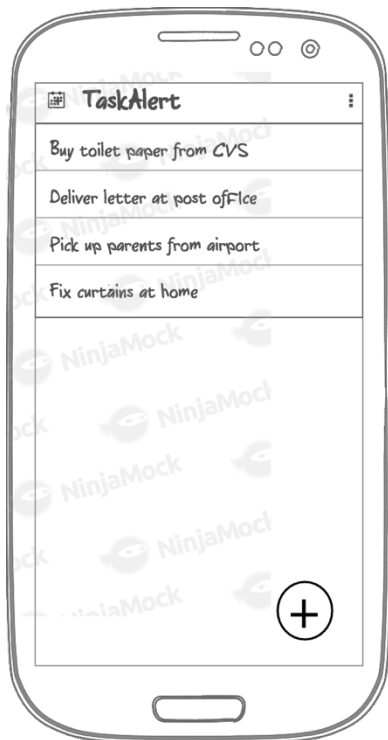 TaskAlert
Buy toilet paper from CVS
Deliver letter at post office
Pick up parents from airport
Fix curtains at home
NinjaMock
NinjaMock
NinjaMock
NinjaMock
NinjaMock